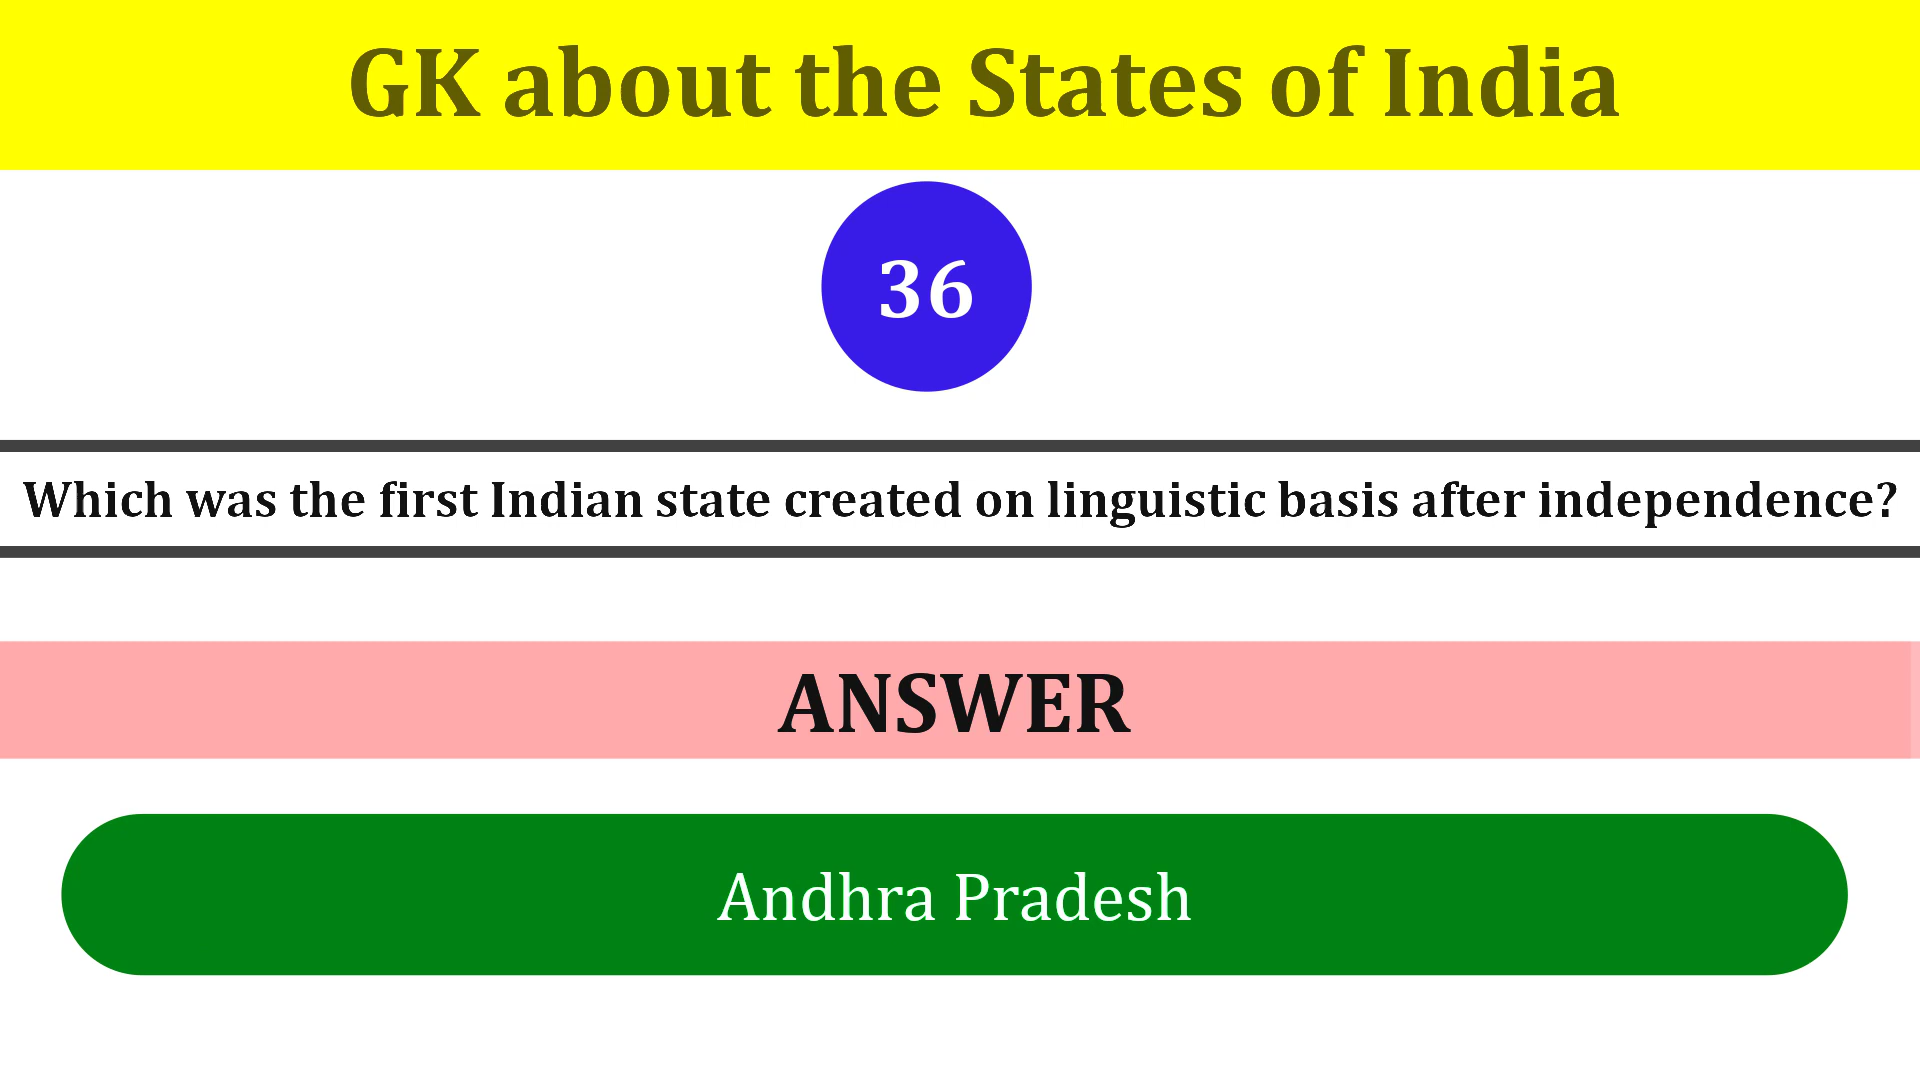 GK about the States of India
36
Which was the first Indian state created on linguistic basis after independence?
ANSWER
Andhra Pradesh